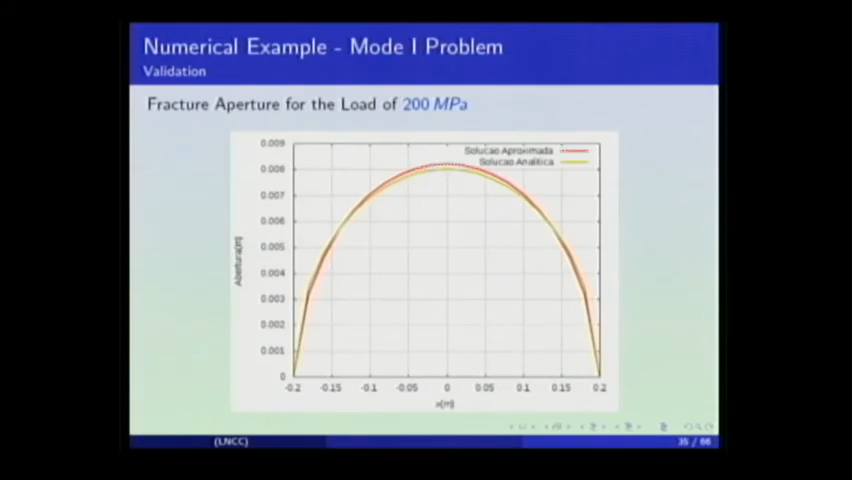 Numerical Example - Mode I Problem
Validation
Fracture Aperture for the Load of 200 MPa
Solucao Aproximada
Solucao Analitica
0.009
0.008
0.007
0.006
0.005
0.004
0.003
0.002
0.001
0
Abertura[m]
-0.2 -0.15 -0.1 -0.05 0 0.05 0.1 0.15 0.2
x[m]
(LNCC)
35 / 66